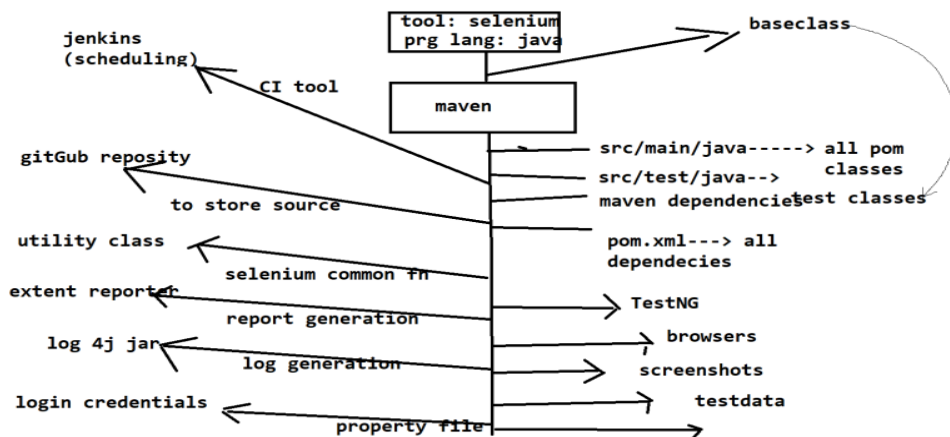 tool: selenium
prg lang: java
baseclass
jenkins
(scheduling)
CI tool
maven
src/main/java-----> all pom
classes
gitGub reposity
src/test/java-->
to store source
maven dependencies
test classes
utility class
pom.xml---> all
dependecies
selenium common fn
extent reporter
TestNG
report generation
browsers
log 4j jar
log generation
screenshots
testdata
login credentials
property file